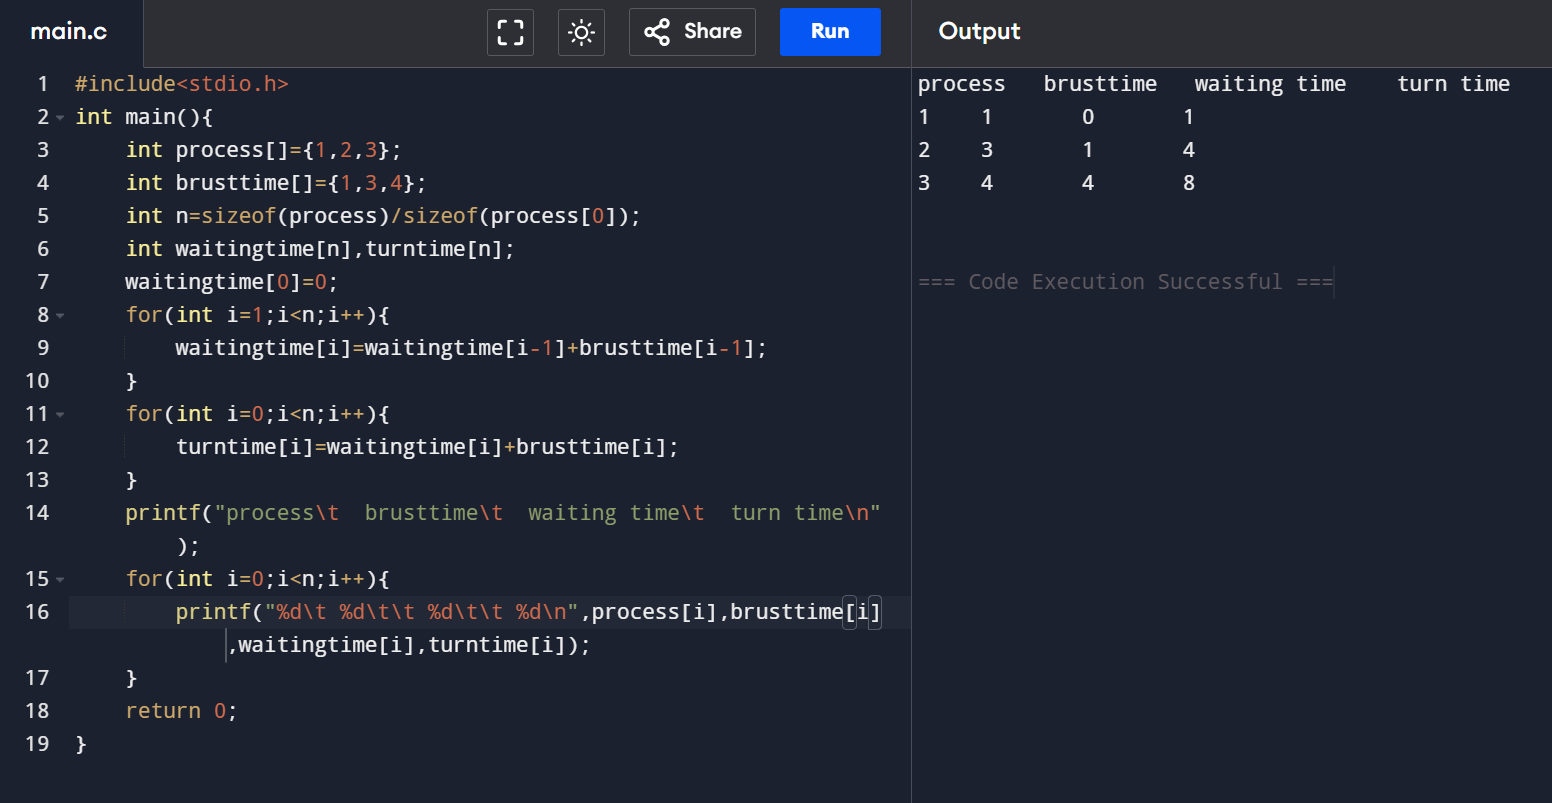 main.c
Share
Run
Output
1 #include<stdio.h>
2 int main(){
3     int process[]={1,2,3};
4     int brusttime[]={1,3,4};
5     int n=sizeof(process)/sizeof(process[0]);
6     int waitingtime[n],turntime[n];
7     waitingtime[0]=0;
8     for(int i=1;i<n;i++){
9         waitingtime[i]=waitingtime[i-1]+brusttime[i-1];
10     }
11     for(int i=0;i<n;i++){
12         turntime[i]=waitingtime[i]+brusttime[i];
13     }
14     printf("process\t  brusttime\t  waiting time\t  turn time\n"
);
15     for(int i=0;i<n;i++){
16         printf("%d\t %d\t\t %d\t\t %d\n",process[i],brusttime[i]
,waitingtime[i],turntime[i]);
17     }
18     return 0;
19 }
process   brusttime   waiting time    turn time
1    1       0       1
2    3       1       4
3    4       4       8
=== Code Execution Successful ===